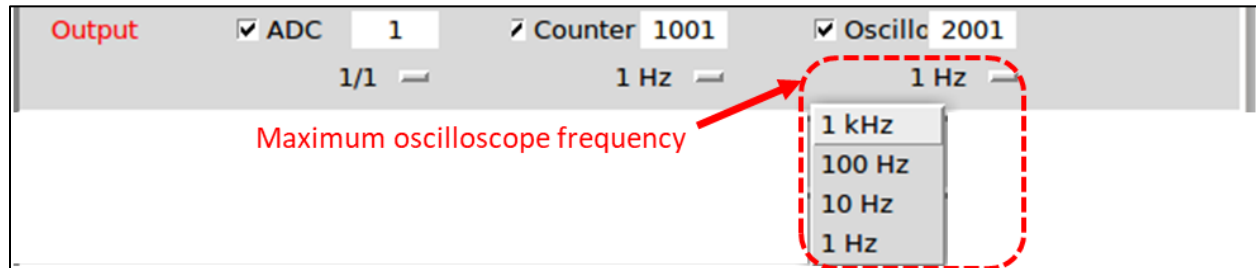 Output ADC 1 Counter 1001 Oscillo 2001
1/1 1 Hz 1 Hz
Maximum oscilloscope frequency
1 kHz
100 Hz
10 Hz
1 Hz